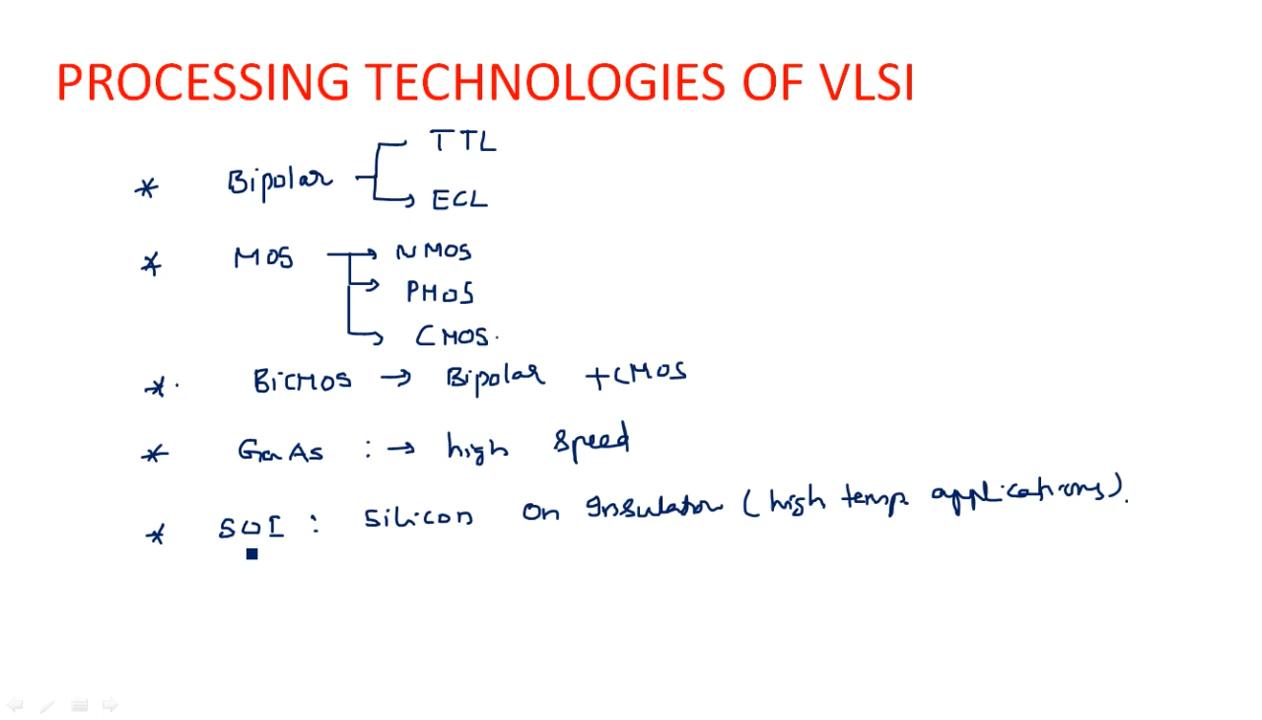 PROCESSING TECHNOLOGIES OF VLSI
TTL
* Bipolar
ECL
* MOS → NMOS
PMOS
CMOS.
*. BiCMOS → Bipolar + CMOS
* GaAs : → high speed
* SOI : Silicon On Insulator (high temp applications).